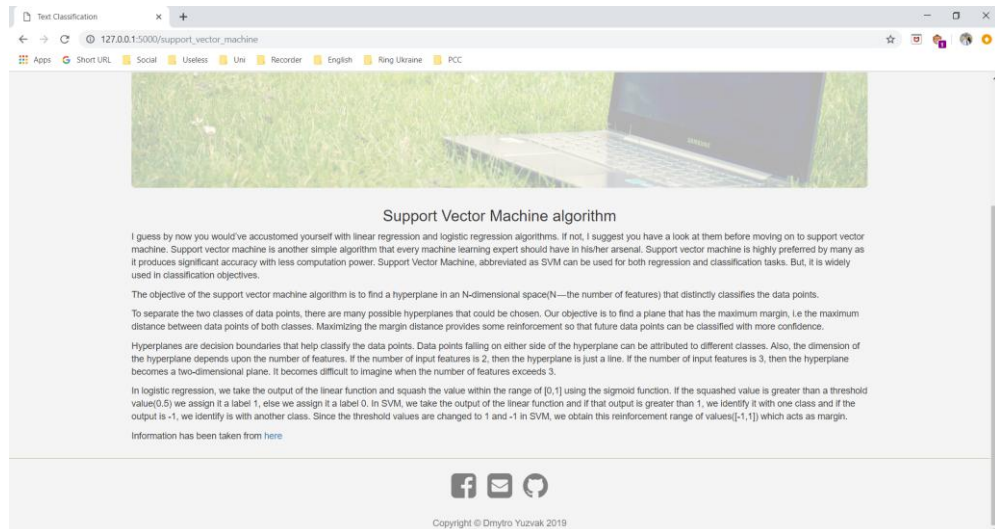 Text Classification
127.0.0.1:5000/support_vector_machine
Apps Short URL Social Useless Uni Recorder English Ring Ukraine PCC
SAMSUNG
Support Vector Machine algorithm
I guess by now you would've accustomed yourself with linear regression and logistic regression algorithms. If not, I suggest you have a look at them before moving on to support vector
machine. Support vector machine is another simple algorithm that every machine learning expert should have in his/her arsenal. Support vector machine is highly preferred by many as
it produces significant accuracy with less computation power. Support Vector Machine, abbreviated as SVM can be used for both regression and classification tasks. But, it is widely
used in classification objectives.
The objective of the support vector machine algorithm is to find a hyperplane in an N-dimensional space(N—the number of features) that distinctly classifies the data points.
To separate the two classes of data points, there are many possible hyperplanes that could be chosen. Our objective is to find a plane that has the maximum margin, i.e the maximum
distance between data points of both classes. Maximizing the margin distance provides some reinforcement so that future data points can be classified with more confidence.
Hyperplanes are decision boundaries that help classify the data points. Data points falling on either side of the hyperplane can be attributed to different classes. Also, the dimension of
the hyperplane depends upon the number of features. If the number of input features is 2, then the hyperplane is just a line. If the number of input features is 3, then the hyperplane
becomes a two-dimensional plane. It becomes difficult to imagine when the number of features exceeds 3.
In logistic regression, we take the output of the linear function and squash the value within the range of [0,1] using the sigmoid function. If the squashed value is greater than a threshold
value(0.5) we assign it a label 1, else we assign it a label 0. In SVM, we take the output of the linear function and if that output is greater than 1, we identify it with one class and if the
output is -1, we identify is with another class. Since the threshold values are changed to 1 and -1 in SVM, we obtain this reinforcement range of values([-1,1]) which acts as margin.
Information has been taken from here
Copyright © Dmytro Yuzvak 2019